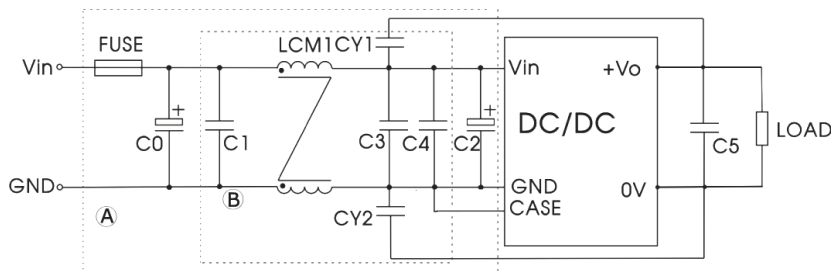 FUSE
LCM1
CY1
Vin
Vin
+Vo
C0
C1
C3
C4
C2
DC/DC
C5
LOAD
GND
B
GND
0V
A
CY2
CASE